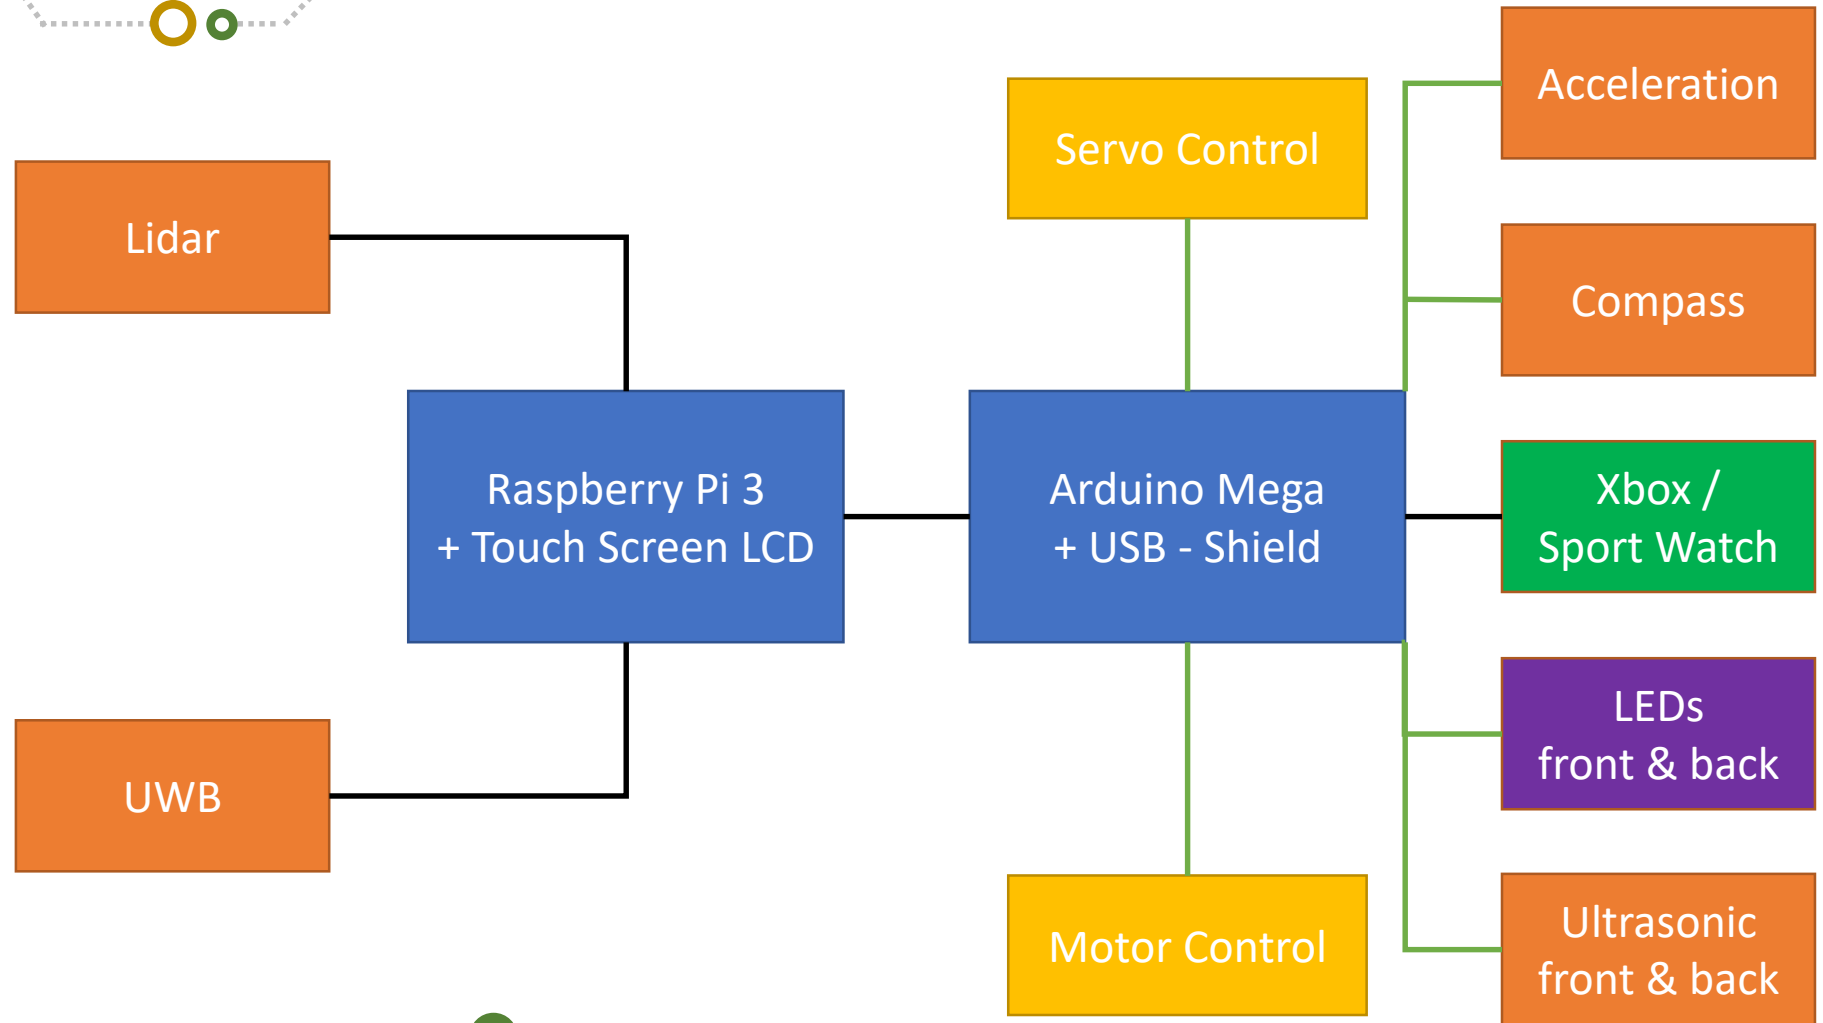 Acceleration
Servo Control
Lidar
Compass
Raspberry Pi 3
+ Touch Screen LCD
Arduino Mega
+ USB - Shield
Xbox /
Sport Watch
LEDs
front & back
UWB
Motor Control
Ultrasonic
front & back